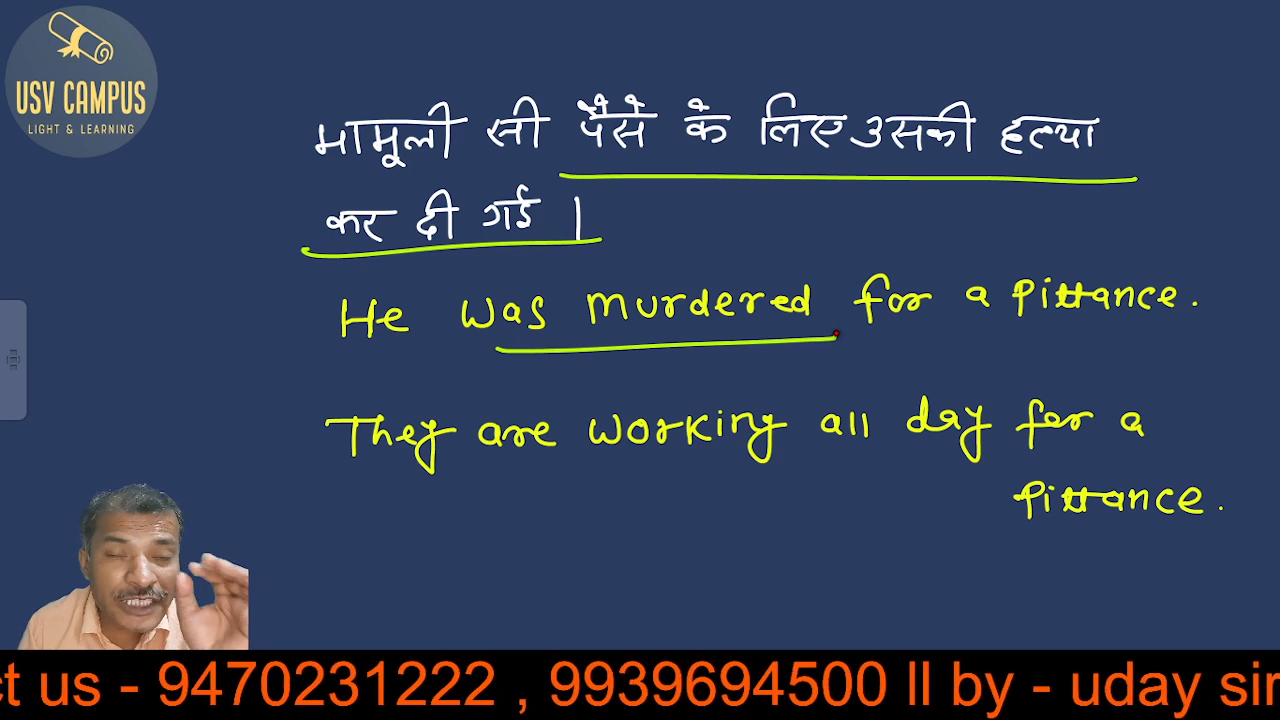 USV CAMPUS
LIGHT & LEARNING
मामूली सी पैसे के लिए उसकी हत्या
कर दी गई।
He was murdered for a pittance.
They are working all day for a
pittance.
ct us - 9470231222 , 9939694500 ll by - uday sir